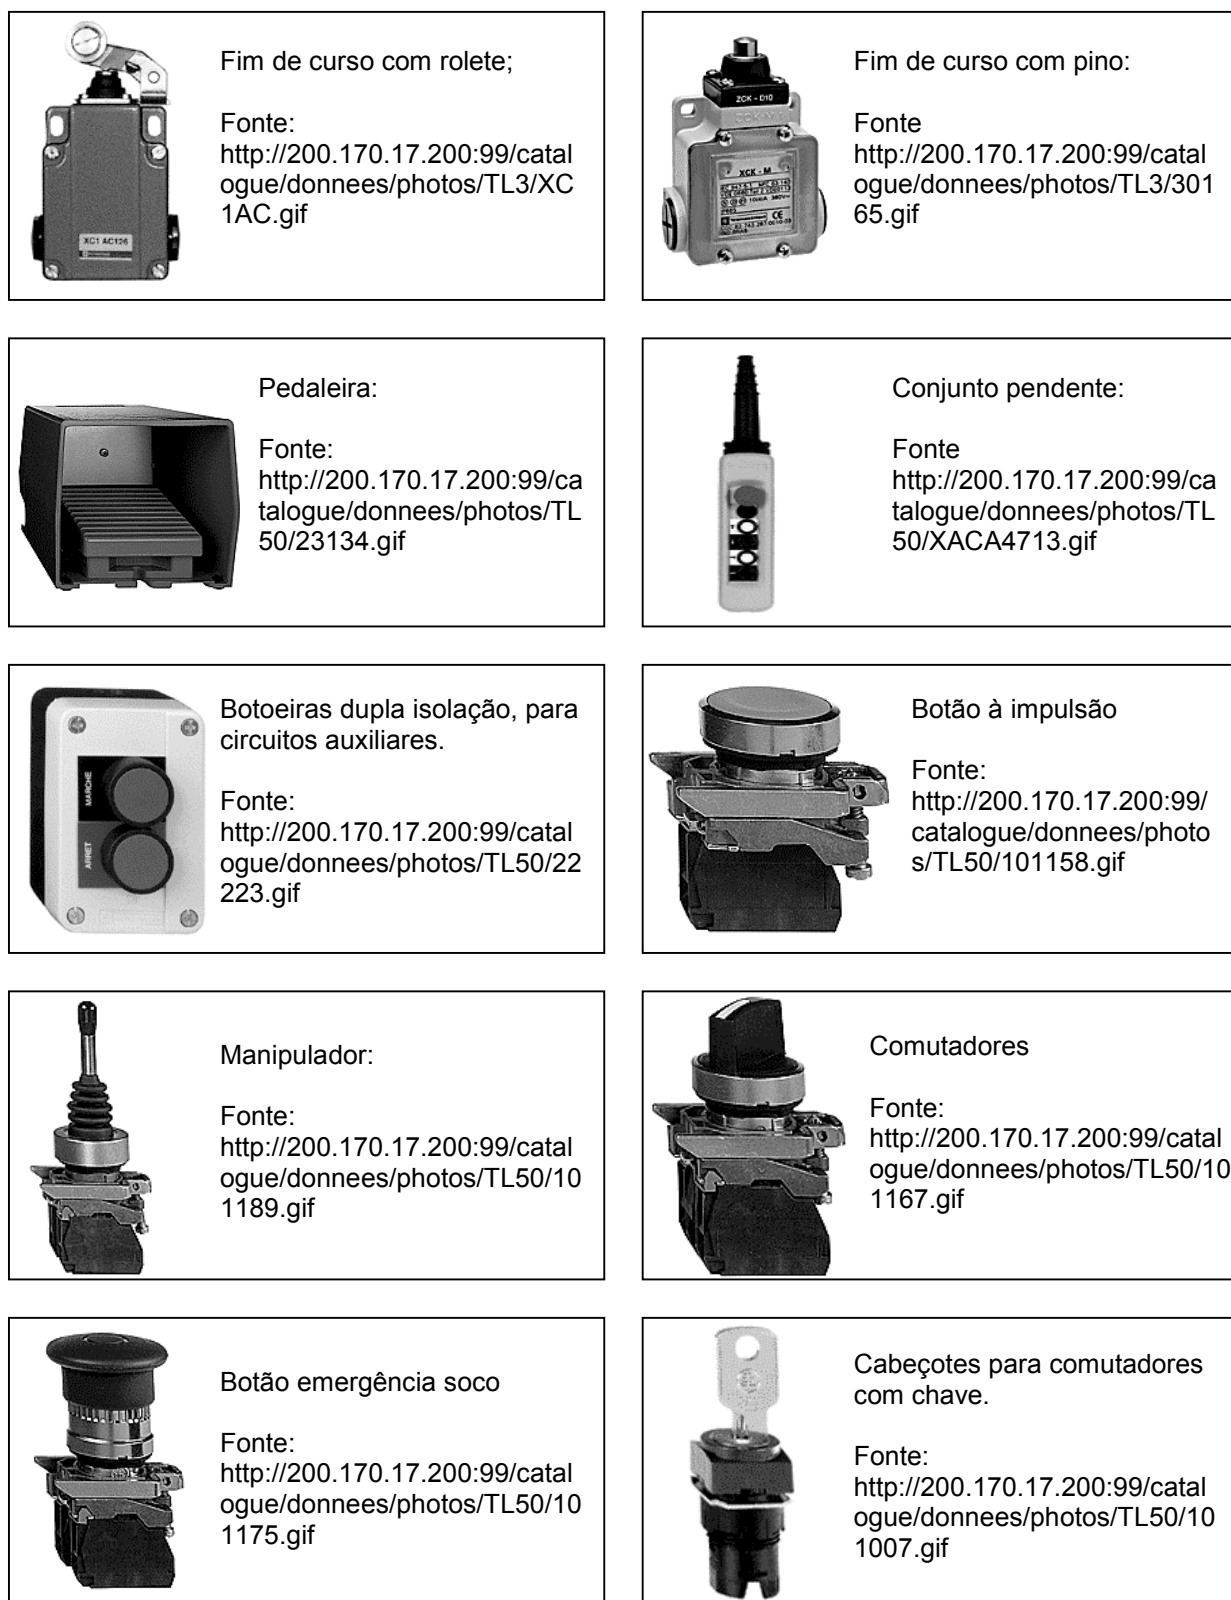 Fim de curso com rolete;
Fonte:
http://200.170.17.200:99/catal
ogue/donnees/photos/TL3/XC
1AC.gif
XC1 AC126
Fim de curso com pino:
Fonte
http://200.170.17.200:99/catal
ogue/donnees/photos/TL3/301
65.gif
ZCK - D10
XCK - M
Pedaleira:
Fonte:
http://200.170.17.200:99/ca
talogue/donnees/photos/TL
50/23134.gif
Conjunto pendente:
Fonte
http://200.170.17.200:99/ca
talogue/donnees/photos/TL
50/XACA4713.gif
Botoeiras dupla isolação, para
circuitos auxiliares.
Fonte:
http://200.170.17.200:99/catal
ogue/donnees/photos/TL50/22
223.gif
MARCHE
ARRET
Botão à impulsão
Fonte:
http://200.170.17.200:99/
catalogue/donnees/photo
s/TL50/101158.gif
Manipulador:
Fonte:
http://200.170.17.200:99/catal
ogue/donnees/photos/TL50/10
1189.gif
Comutadores
Fonte:
http://200.170.17.200:99/catal
ogue/donnees/photos/TL50/10
1167.gif
Botão emergência soco
Fonte:
http://200.170.17.200:99/catal
ogue/donnees/photos/TL50/10
1175.gif
Cabeçotes para comutadores
com chave.
Fonte:
http://200.170.17.200:99/catal
ogue/donnees/photos/TL50/10
1007.gif